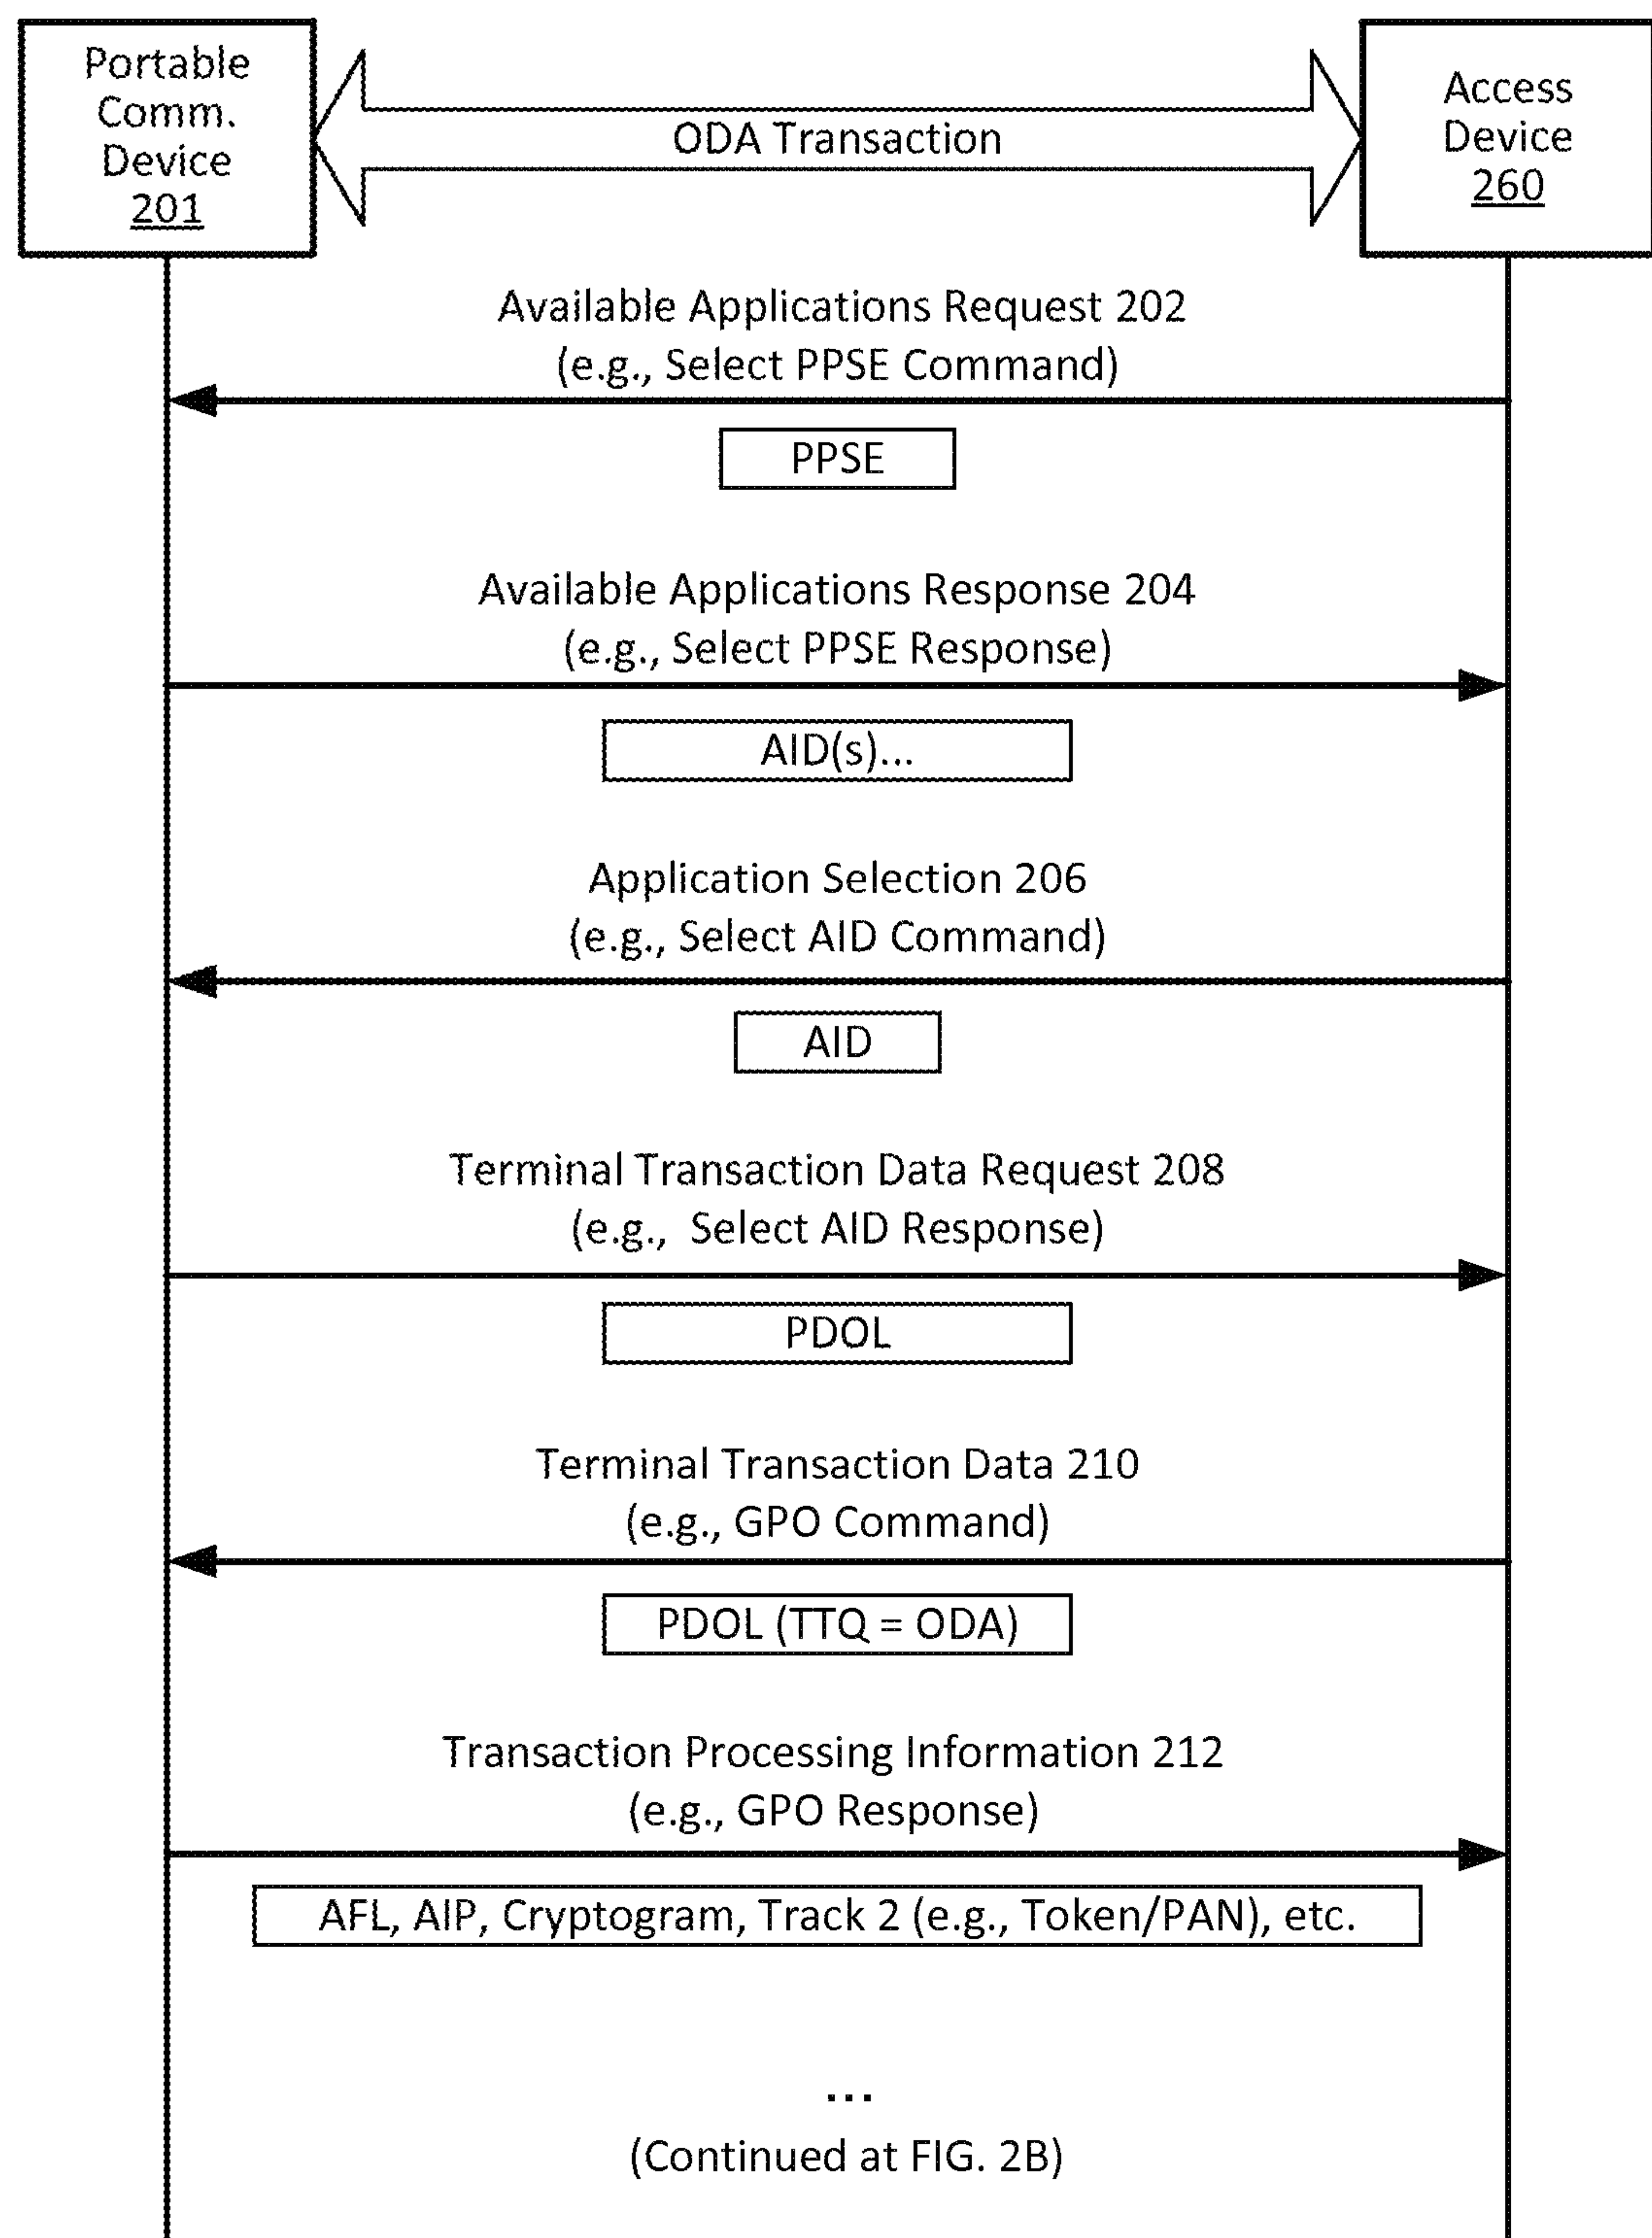 Portable
Comm.
Device
201
ODA Transaction
Access
Device
260
Available Applications Request 202
(e.g., Select PPSE Command)
PPSE
Available Applications Response 204
(e.g., Select PPSE Response)
AID(s)...
Application Selection 206
(e.g., Select AID Command)
AID
Terminal Transaction Data Request 208
(e.g., Select AID Response)
PDOL
Terminal Transaction Data 210
(e.g., GPO Command)
PDOL (TTQ = ODA)
Transaction Processing Information 212
(e.g., GPO Response)
AFL, AIP, Cryptogram, Track 2 (e.g., Token/PAN), etc.
...
(Continued at FIG. 2B)